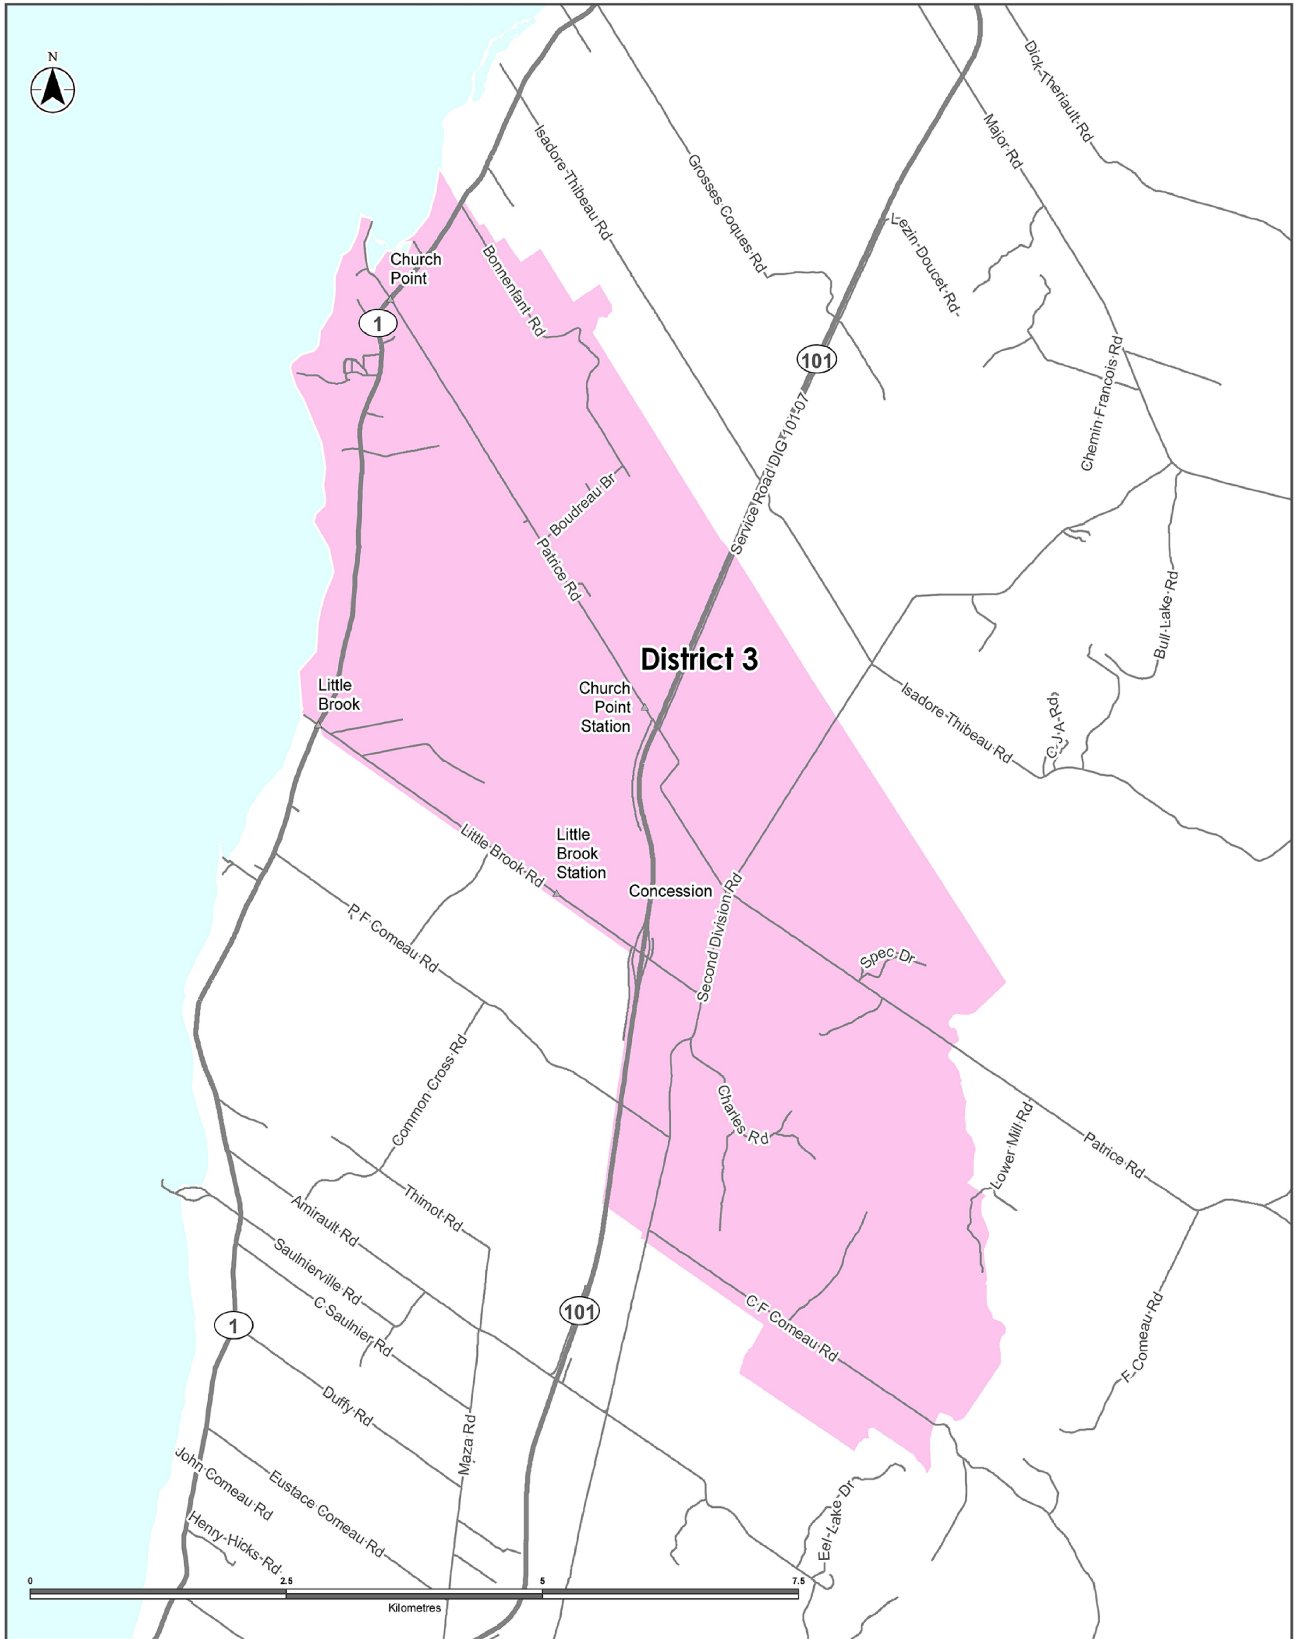 N
Dick-Theriault-Rd
Major-Rd
Isadore-Thibeau-Rd
Grosses Coques-Rd
Lezin-Doucet-Rd
Church
Point
Bonnenfant-Rd
1
101
Chemin-Francois-Rd
Service Road DIG-101-07
Boudreau Br
Patrice Rd
Bull-Lake-Rd
District 3
Little
Brook
Church
Point
Station
Isadore-Thibeau-Rd
C-J-A-Rd
Little-Brook-Rd
Little
Brook
Station
Concession
Second-Division-Rd
P-F-Comeau-Rd
Spec-Dr
Common-Cross-Rd
Charles-Rd
Lower-Mill-Rd
Patrice-Rd
Thimot-Rd
Amirault-Rd
Saulnierville-Rd
C-Saulnier-Rd
C-F-Comeau-Rd
F-Comeau-Rd
101
1
Duffy-Rd
Maza Rd
John-Comeau-Rd
Eustace Comeau-Rd
Henry-Hicks-Rd
Eel-Lake-Dr
0 2.5 5 7.5
Kilometres